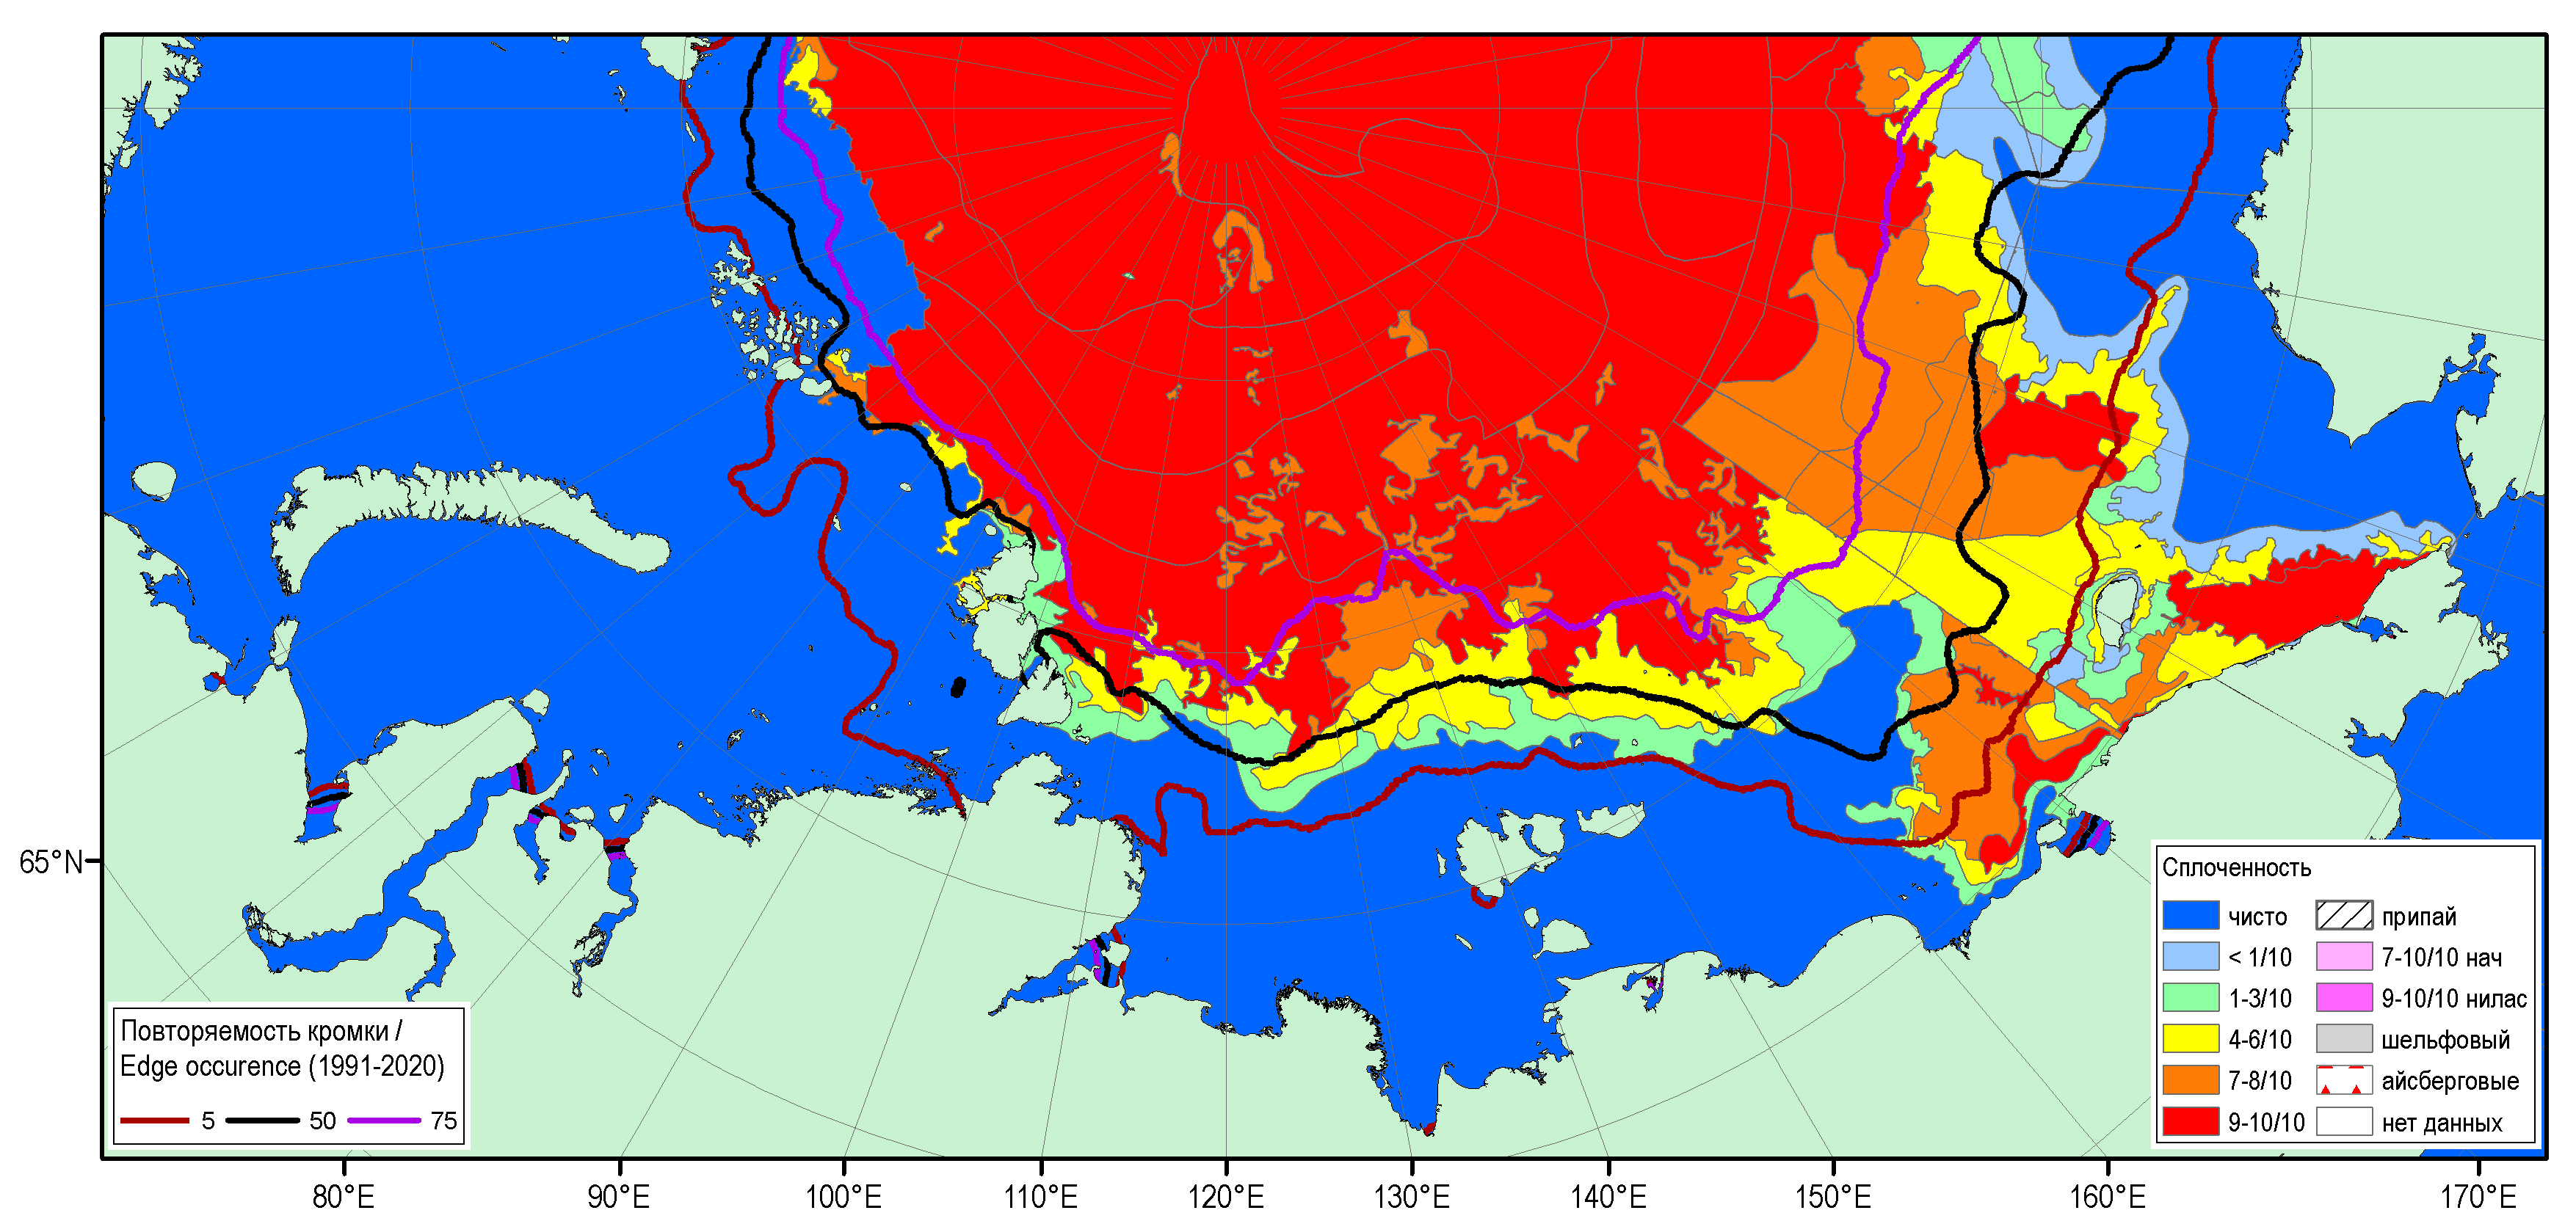 65°N
Повторяемость кромки /
Edge occurence (1991-2020)
5 50 75
Сплоченность
чисто припай
< 1/10 7-10/10 нач
1-3/10 9-10/10 нилас
4-6/10 шельфовый
7-8/10 айсберговые
9-10/10 нет данных
80°E 90°E 100°E 110°E 120°E 130°E 140°E 150°E 160°E 170°E